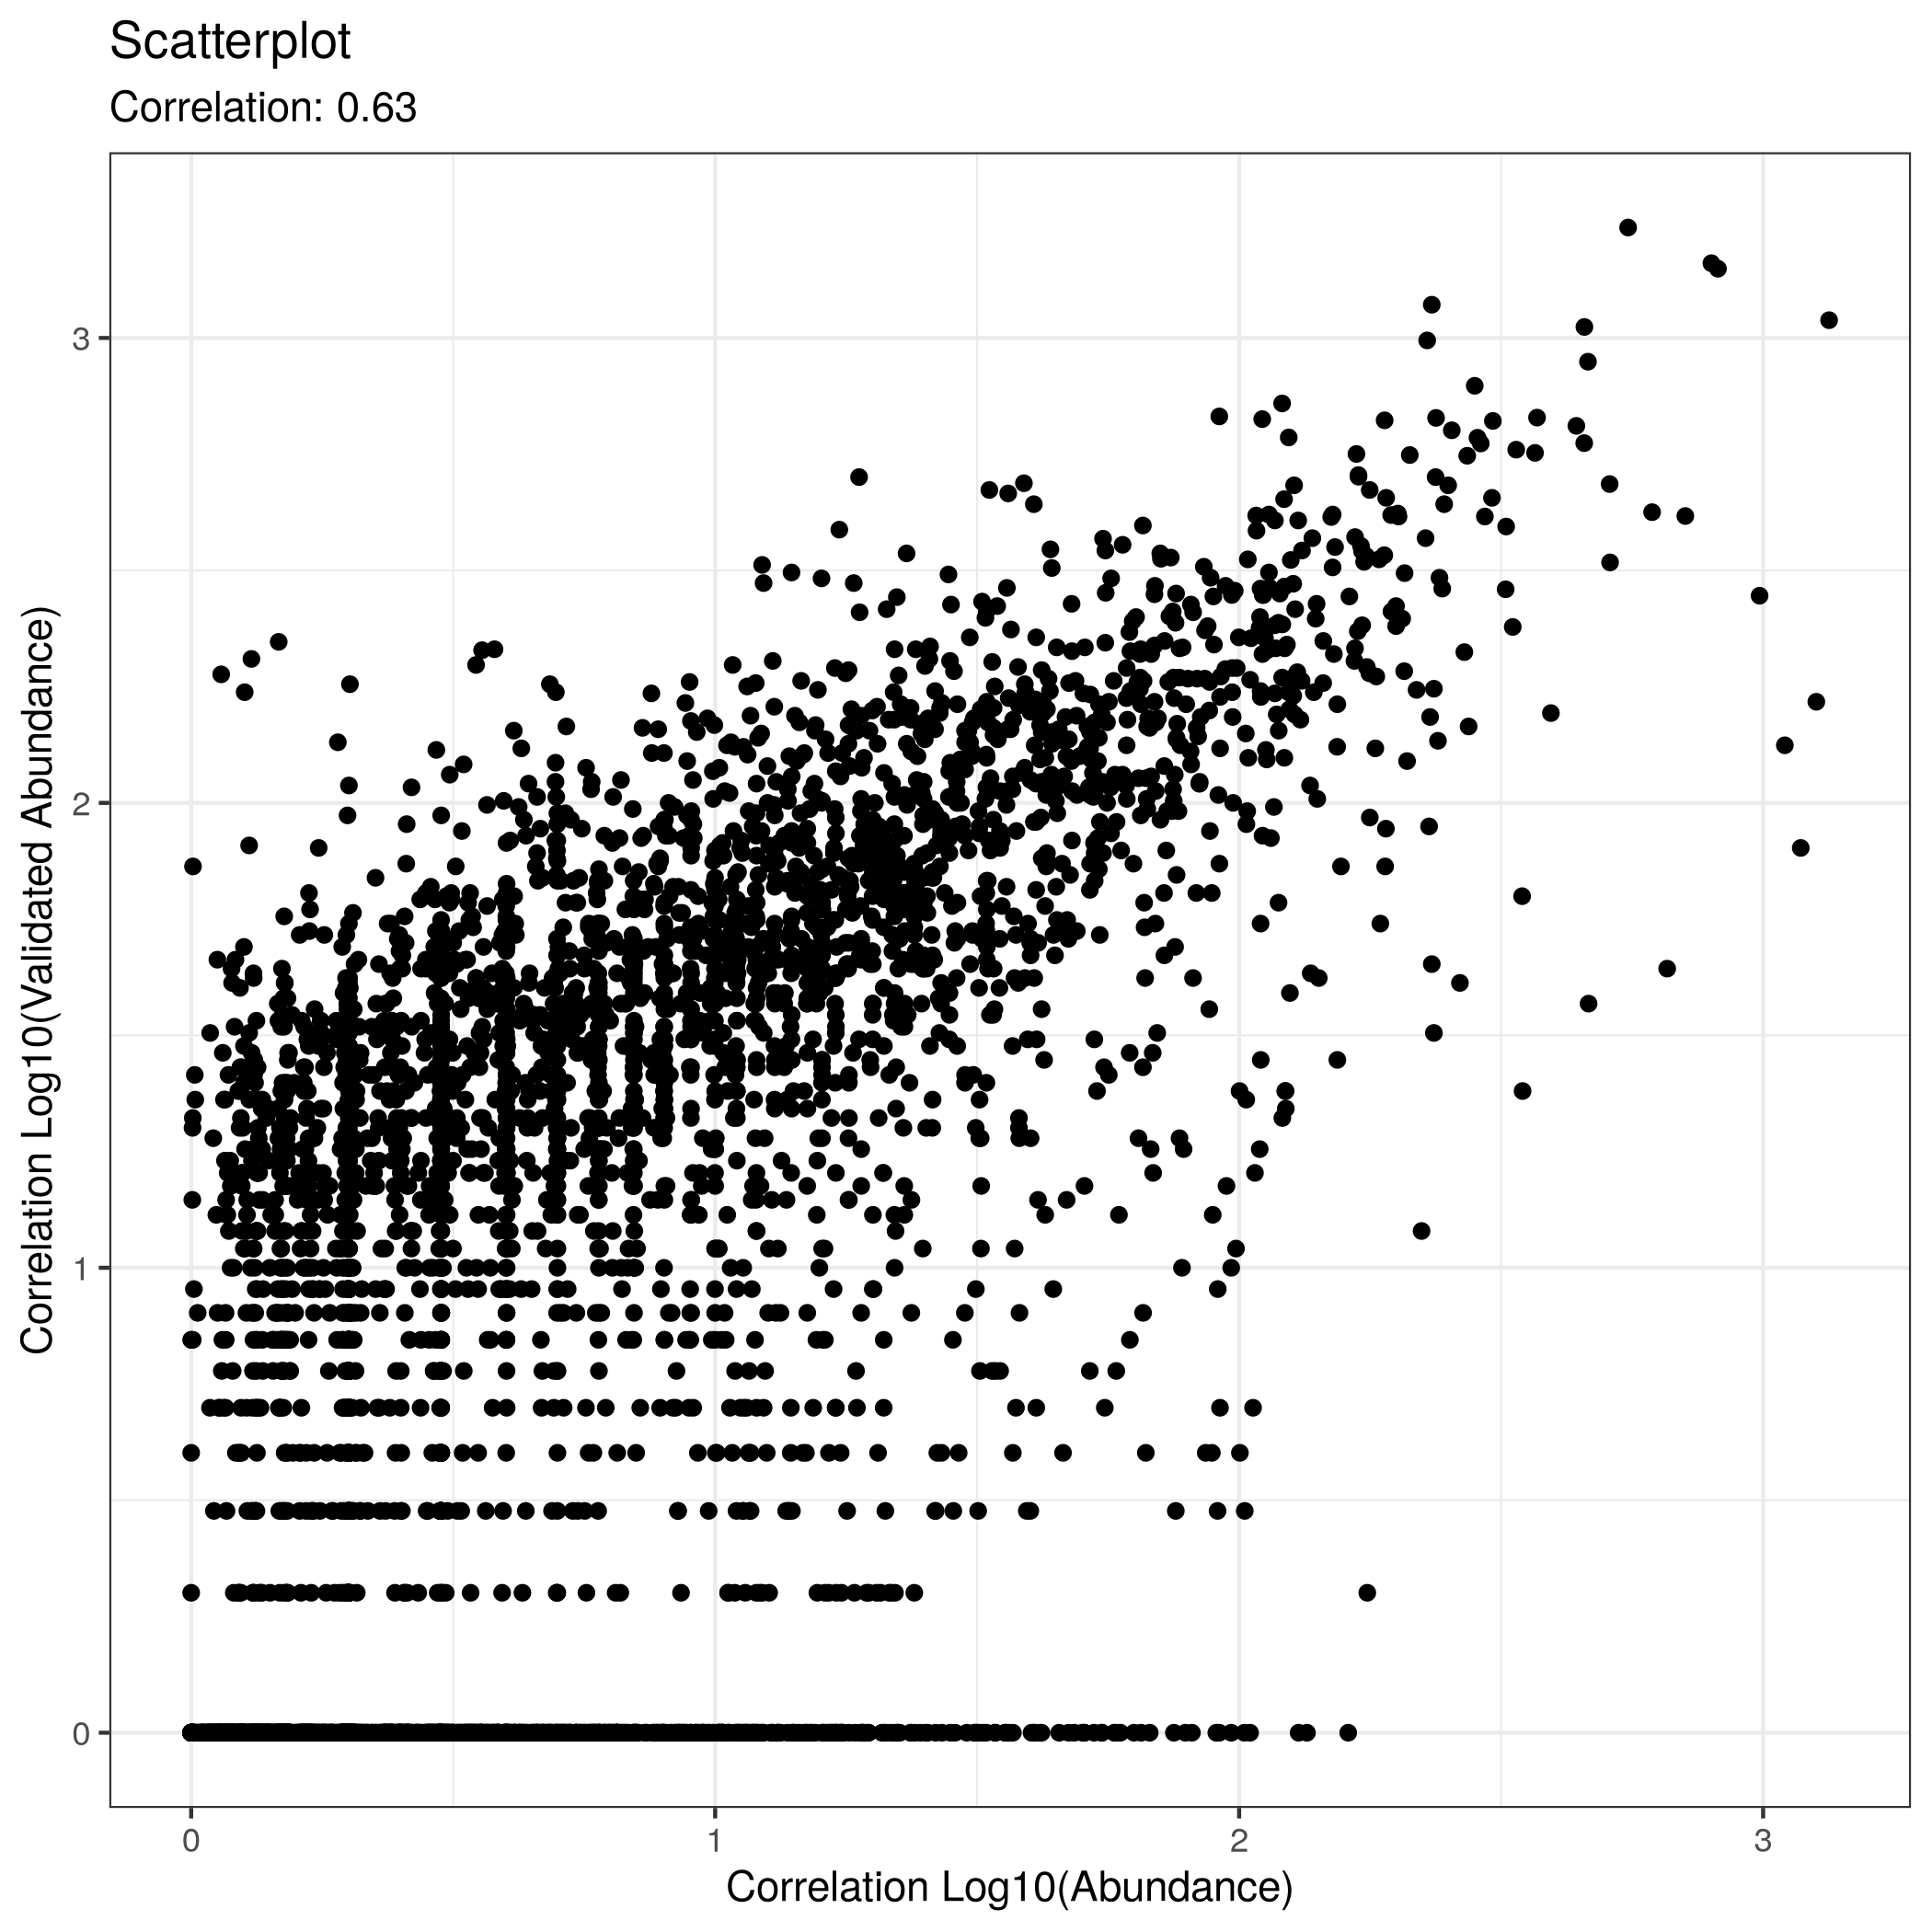 Scatterplot
Correlation: 0.63
Correlation Log10(Validated Abundance)
3
2
1
0
0 1 2 3
Correlation Log10(Abundance)